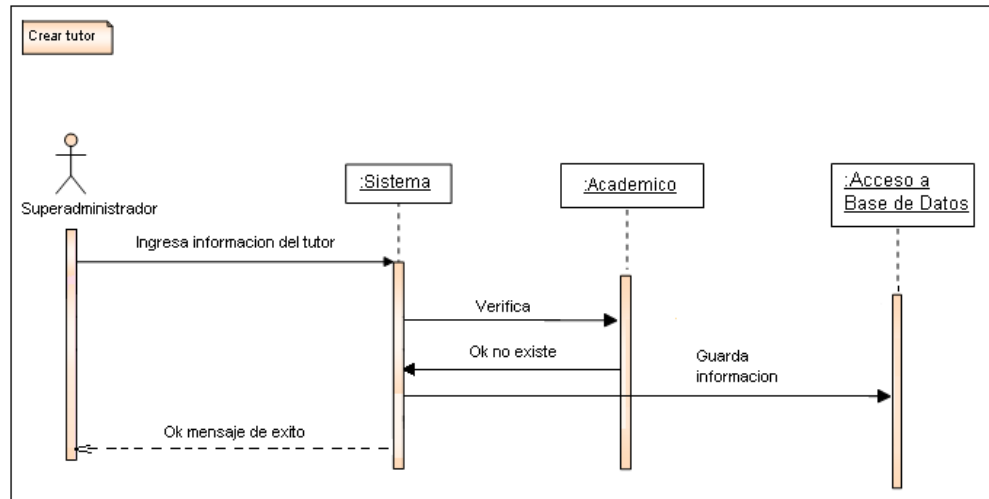 Crear tutor
Superadministrador
:Sistema
:Academico
:Acceso a
Base de Datos
Ingresa informacion del tutor
Verifica
Ok no existe
Guarda
informacion
Ok mensaje de exito